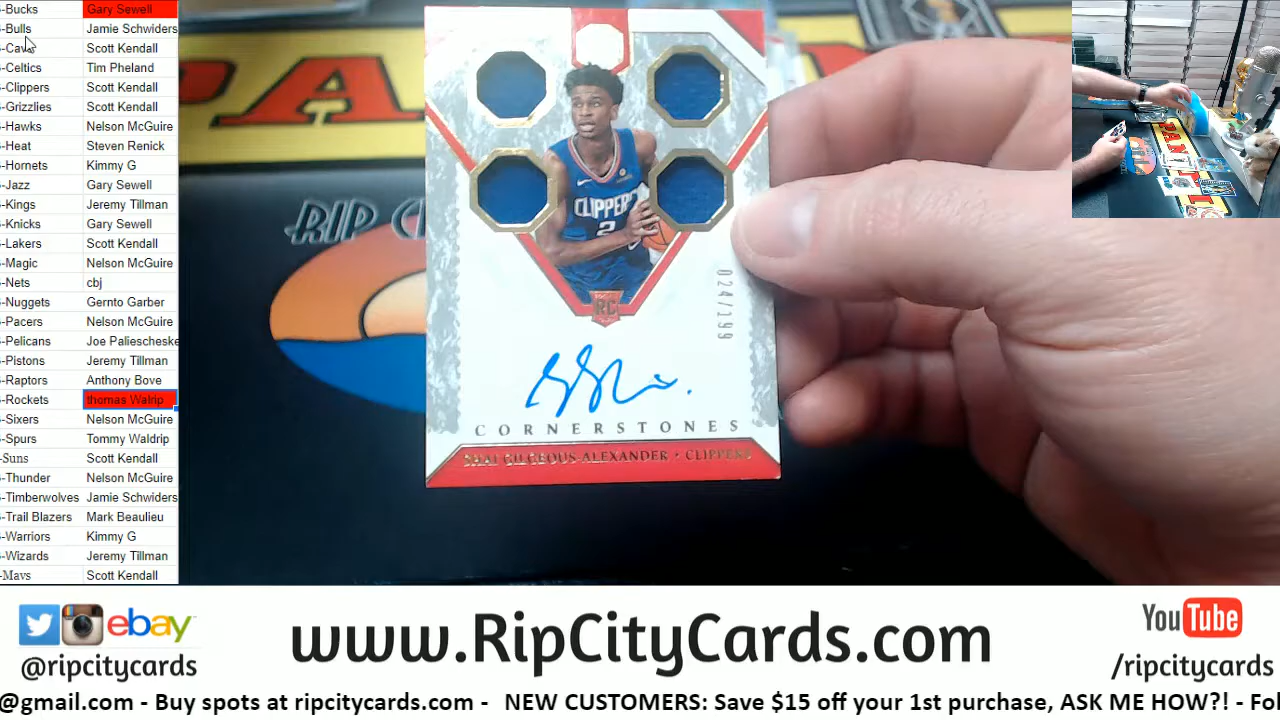 -Bucks Gary Sewell
-Bulls Jamie Schwiders
-Cavs Scott Kendall
-Celtics Tim Pheland
-Clippers Scott Kendall
-Grizzlies Scott Kendall
-Hawks Nelson McGuire
-Heat Steven Renick
-Hornets Kimmy G
-Jazz Gary Sewell
-Kings Jeremy Tillman
-Knicks Gary Sewell
-Lakers Scott Kendall
-Magic Nelson McGuire
-Nets cbj
-Nuggets Gernto Garber
-Pacers Nelson McGuire
-Pelicans Joe Paliescheske
-Pistons Jeremy Tillman
-Raptors Anthony Bove
-Rockets thomas Walrip
-Sixers Nelson McGuire
-Spurs Tommy Waldrip
-Suns Scott Kendall
-Thunder Nelson McGuire
-Timberwolves Jamie Schwiders
-Trail Blazers Mark Beaulieu
-Warriors Kimmy G
-Wizards Jeremy Tillman
-Mavs Scott Kendall
PANI
RIP C
CLIPPERS
2
RC
024/199
CORNERSTONES
SHAI GILGEOUS-ALEXANDER • CLIPPERS
ebay
@ripcitycards
www.RipCityCards.com
YouTube
/ripcitycards
@gmail.com - Buy spots at ripcitycards.com - NEW CUSTOMERS: Save $15 off your 1st purchase, ASK ME HOW?! - Fol